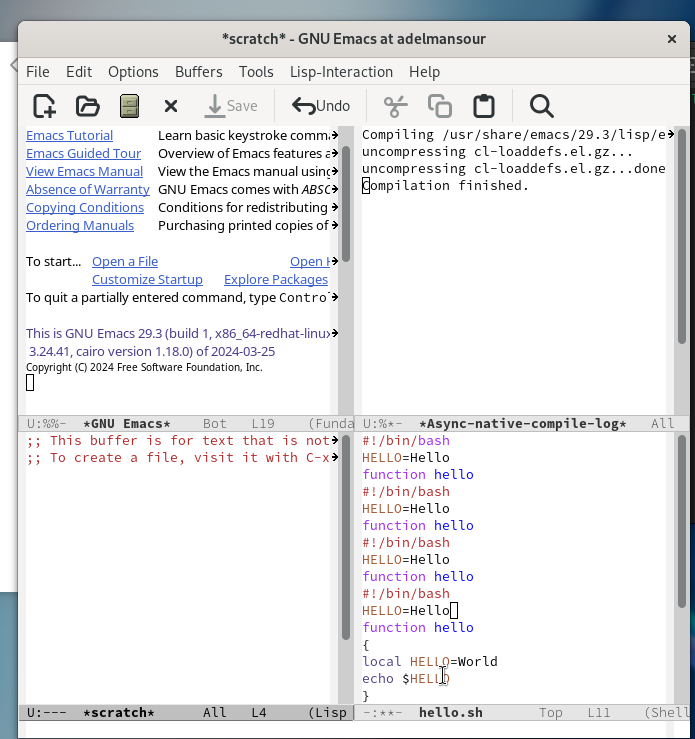 *scratch* - GNU Emacs at adelmansour
File Edit Options Buffers Tools Lisp-Interaction Help
Save Undo
Emacs Tutorial Learn basic keystroke comm
Emacs Guided Tour Overview of Emacs features
View Emacs Manual View the Emacs manual using
Absence of Warranty GNU Emacs comes with ABSO
Copying Conditions Conditions for redistributing
Ordering Manuals Purchasing printed copies of
To start... Open a File Open H
Customize Startup Explore Packages
To quit a partially entered command, type Contro
This is GNU Emacs 29.3 (build 1, x86_64-redhat-linux
3.24.41, cairo version 1.18.0) of 2024-03-25
Copyright (C) 2024 Free Software Foundation, Inc.
U:%%- *GNU Emacs* Bot L19 (Funda
Compiling /usr/share/emacs/29.3/lisp/e
uncompressing cl-loaddefs.el.gz...
uncompressing cl-loaddefs.el.gz...done
Compilation finished.
U:%*- *Async-native-compile-log* All
;; This buffer is for text that is not
;; To create a file, visit it with C-x
U:--- *scratch* All L4 (Lisp
#!/bin/bash
HELLO=Hello
function hello
#!/bin/bash
HELLO=Hello
function hello
#!/bin/bash
HELLO=Hello
function hello
#!/bin/bash
HELLO=Hello
function hello
{
local HELLO=World
echo $HELLO
}
-:**- hello.sh Top L11 (Shell